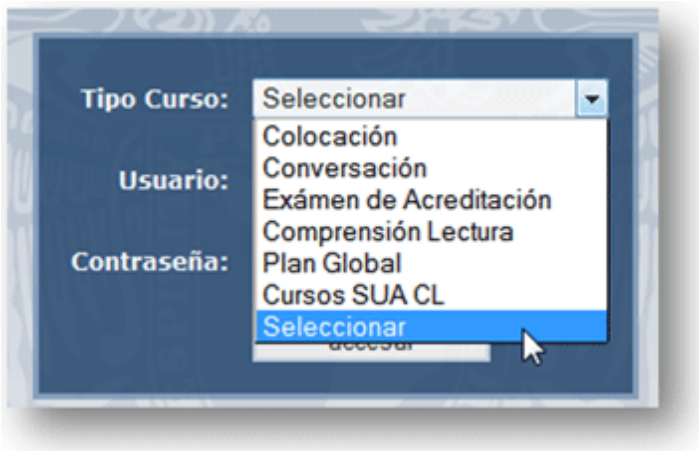 Tipo Curso: Seleccionar
Colocación
Conversación
Usuario:
Exámen de Acreditación
Comprensión Lectura
Contraseña: Plan Global
Cursos SUA CL
Seleccionar